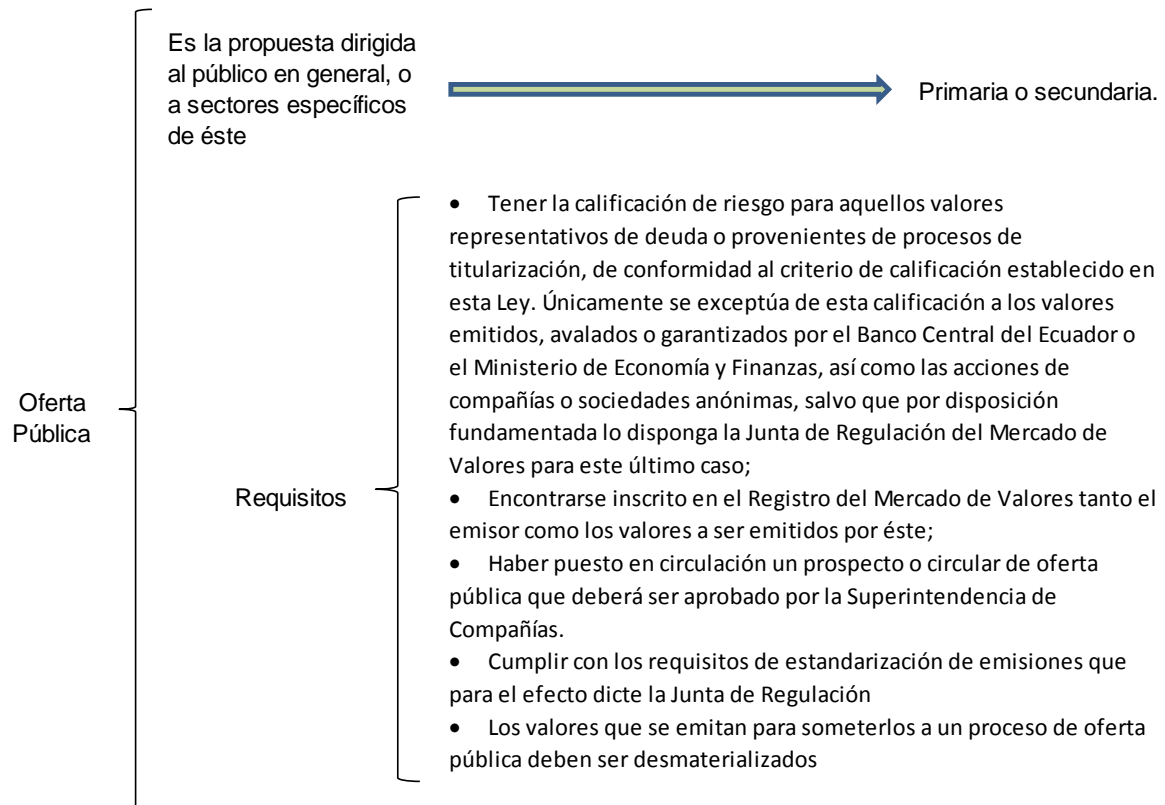 Es la propuesta dirigida
al público en general, o
a sectores específicos
de éste
Primaria o secundaria.
Oferta
Pública
Requisitos
• Tener la calificación de riesgo para aquellos valores
representativos de deuda o provenientes de procesos de
titularización, de conformidad al criterio de calificación establecido en
esta Ley. Únicamente se exceptúa de esta calificación a los valores
emitidos, avalados o garantizados por el Banco Central del Ecuador o
el Ministerio de Economía y Finanzas, así como las acciones de
compañías o sociedades anónimas, salvo que por disposición
fundamentada lo disponga la Junta de Regulación del Mercado de
Valores para este último caso;
• Encontrarse inscrito en el Registro del Mercado de Valores tanto el
emisor como los valores a ser emitidos por éste;
• Haber puesto en circulación un prospecto o circular de oferta
pública que deberá ser aprobado por la Superintendencia de
Compañías.
• Cumplir con los requisitos de estandarización de emisiones que
para el efecto dicte la Junta de Regulación
• Los valores que se emitan para someterlos a un proceso de oferta
pública deben ser desmaterializados